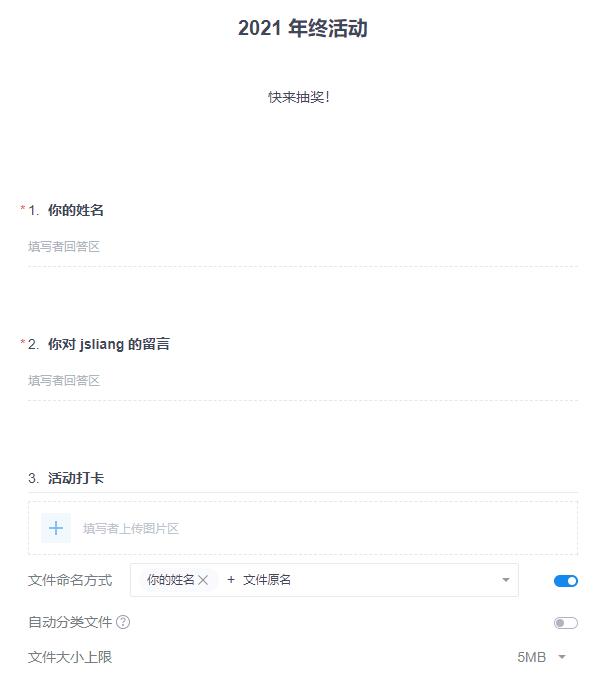 2021 年终活动
快来抽奖!
* 1. 你的姓名
填写者回答区
* 2. 你对 jsliang 的留言
填写者回答区
3. 活动打卡
填写者上传图片区
文件命名方式 你的姓名 × + 文件原名
自动分类文件 ?
文件大小上限 5MB